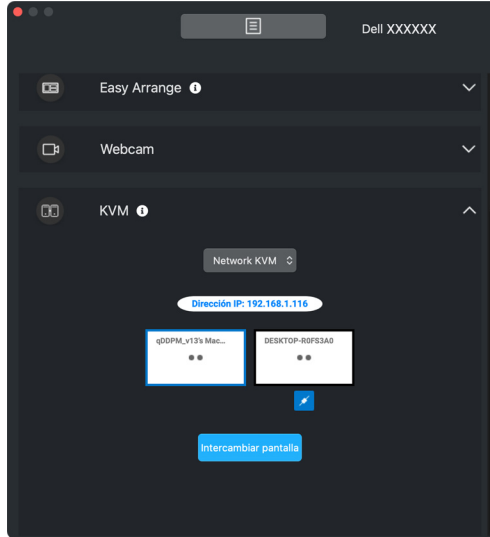 Dell XXXXXX
Easy Arrange
Webcam
KVM
Network KVM
Dirección IP: 192.168.1.116
qDDPM_v13's Mac...
DESKTOP-R0FS3A0
Intercambiar pantalla